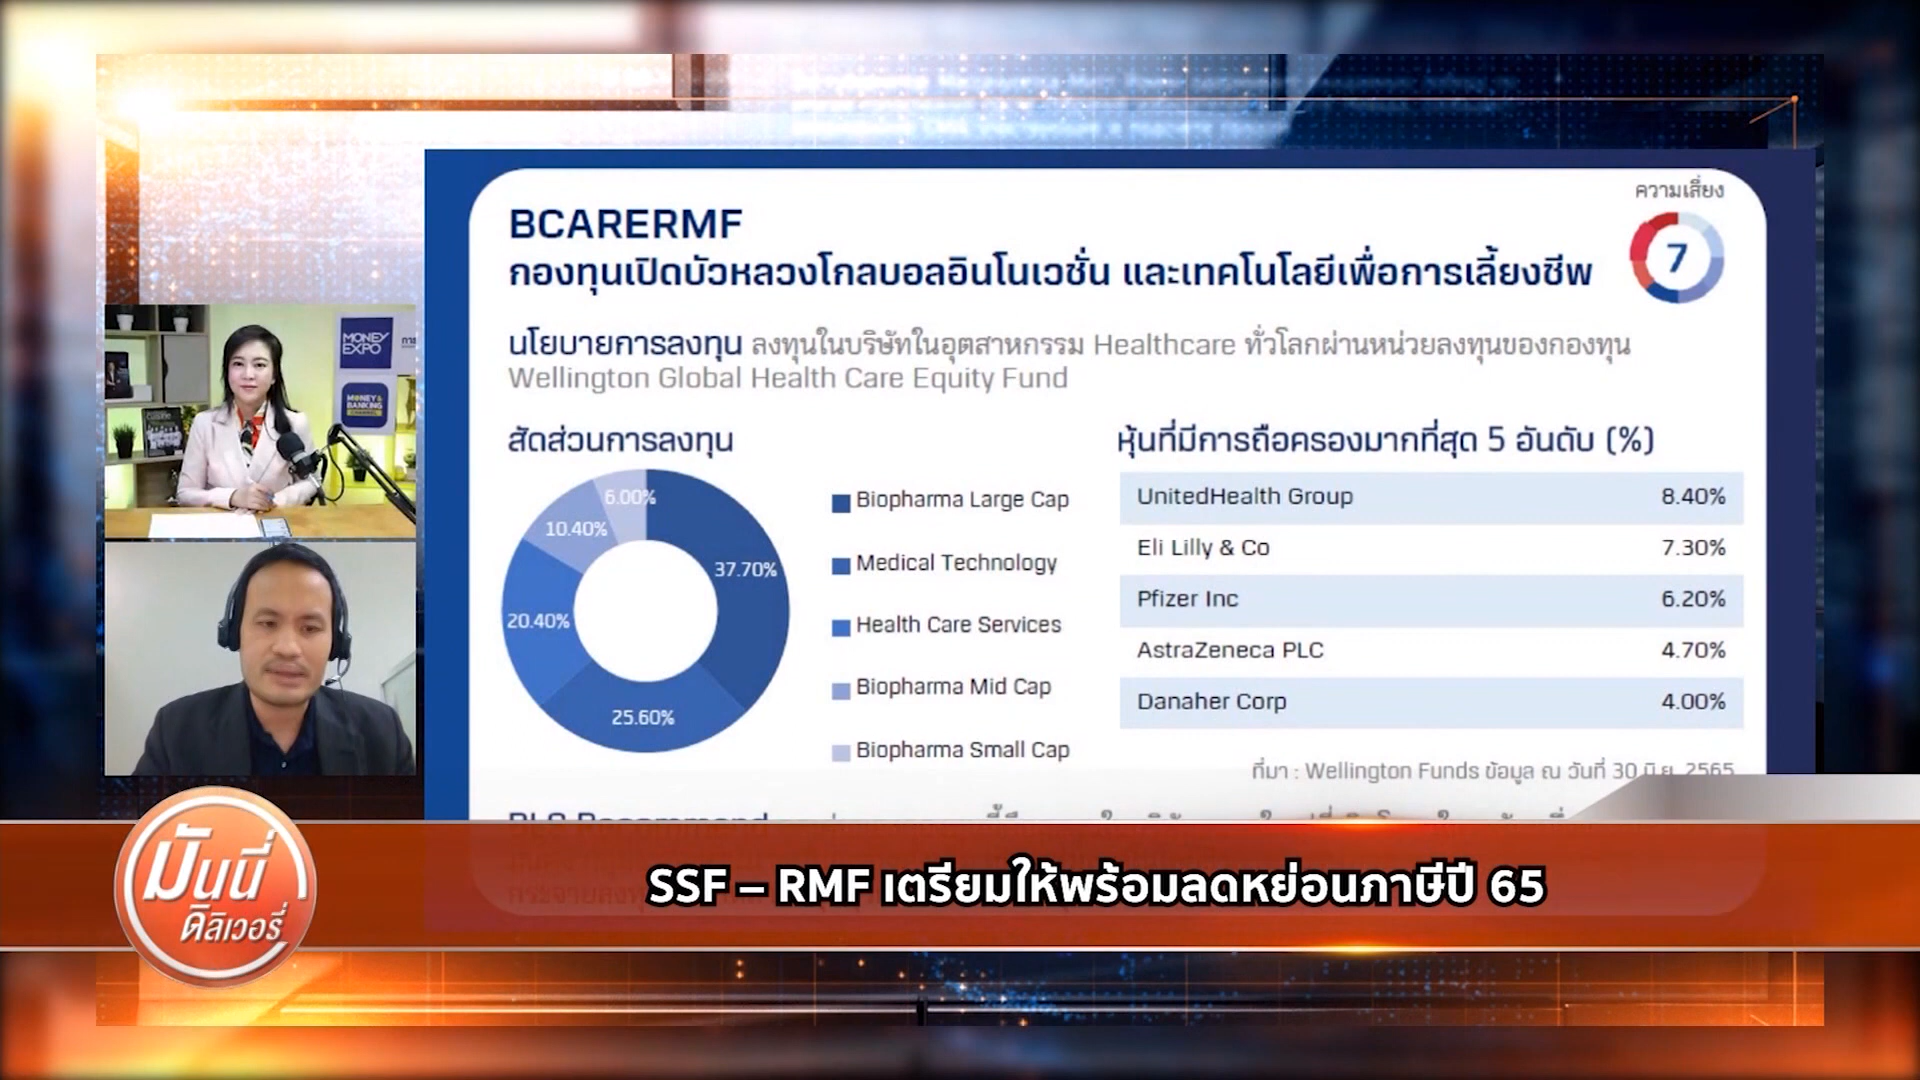 ความเสี่ยง
7
BCARERMF
กองทุนเปิดบัวหลวงโกลบอลอินโนเวชั่น และเทคโนโลยีเพื่อการเลี้ยงชีพ
นโยบายการลงทุน ลงทุนในบริษัทในอุตสาหกรรม Healthcare ทั่วโลกผ่านหน่วยลงทุนของกองทุน
Wellington Global Health Care Equity Fund
สัดส่วนการลงทุน
6.00%
10.40%
37.70%
20.40%
25.60%
Biopharma Large Cap
Medical Technology
Health Care Services
Biopharma Mid Cap
Biopharma Small Cap
หุ้นที่มีการถือครองมากที่สุด 5 อันดับ (%)
UnitedHealth Group 8.40%
Eli Lilly & Co 7.30%
Pfizer Inc 6.20%
AstraZeneca PLC 4.70%
Danaher Corp 4.00%
ที่มา : Wellington Funds ข้อมูล ณ วันที่ 30 มิ.ย. 2565
MONEY
EXPO
MONEY &
BANKING
CHANNEL
มันนี่
ดิลิเวอรี่
SSF – RMF เตรียมให้พร้อมลดหย่อนภาษีปี 65